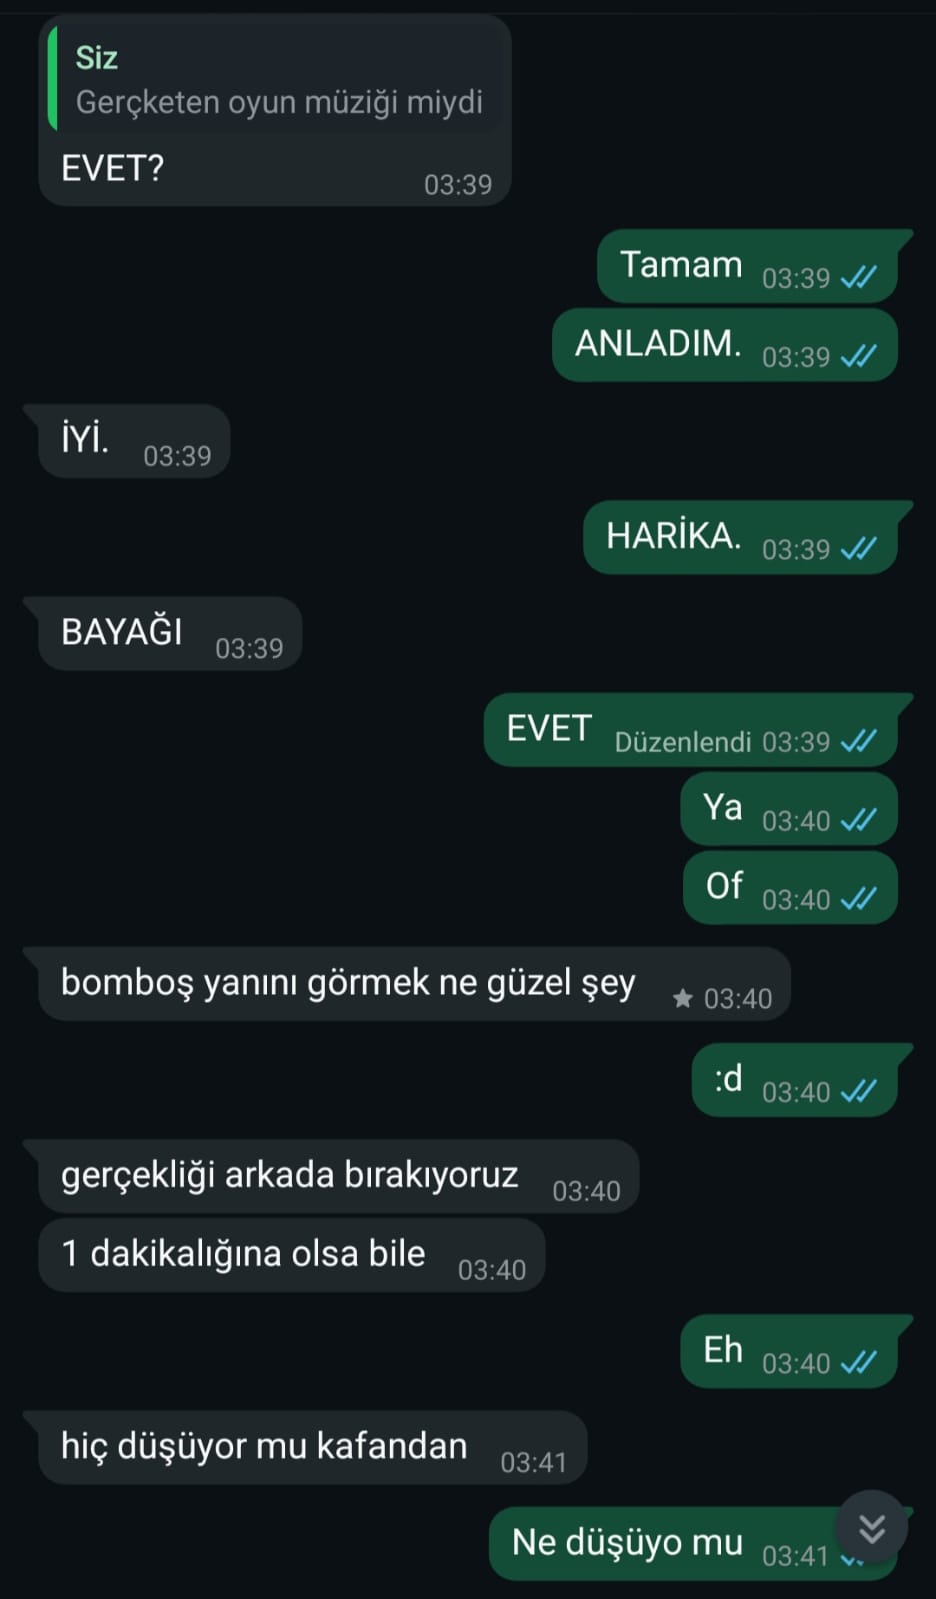 Siz
Gerçketen oyun müziği miydi
EVET?
03:39
Tamam 03:39
ANLADIM. 03:39
İYİ. 03:39
HARİKA. 03:39
BAYAĞI 03:39
EVET Düzenlendi 03:39
Ya 03:40
Of 03:40
bomboş yanını görmek ne güzel şey 03:40
:d 03:40
gerçekliği arkada bırakıyoruz 03:40
1 dakikalığına olsa bile 03:40
Eh 03:40
hiç düşüyor mu kafandan 03:41
Ne düşüyo mu 03:41